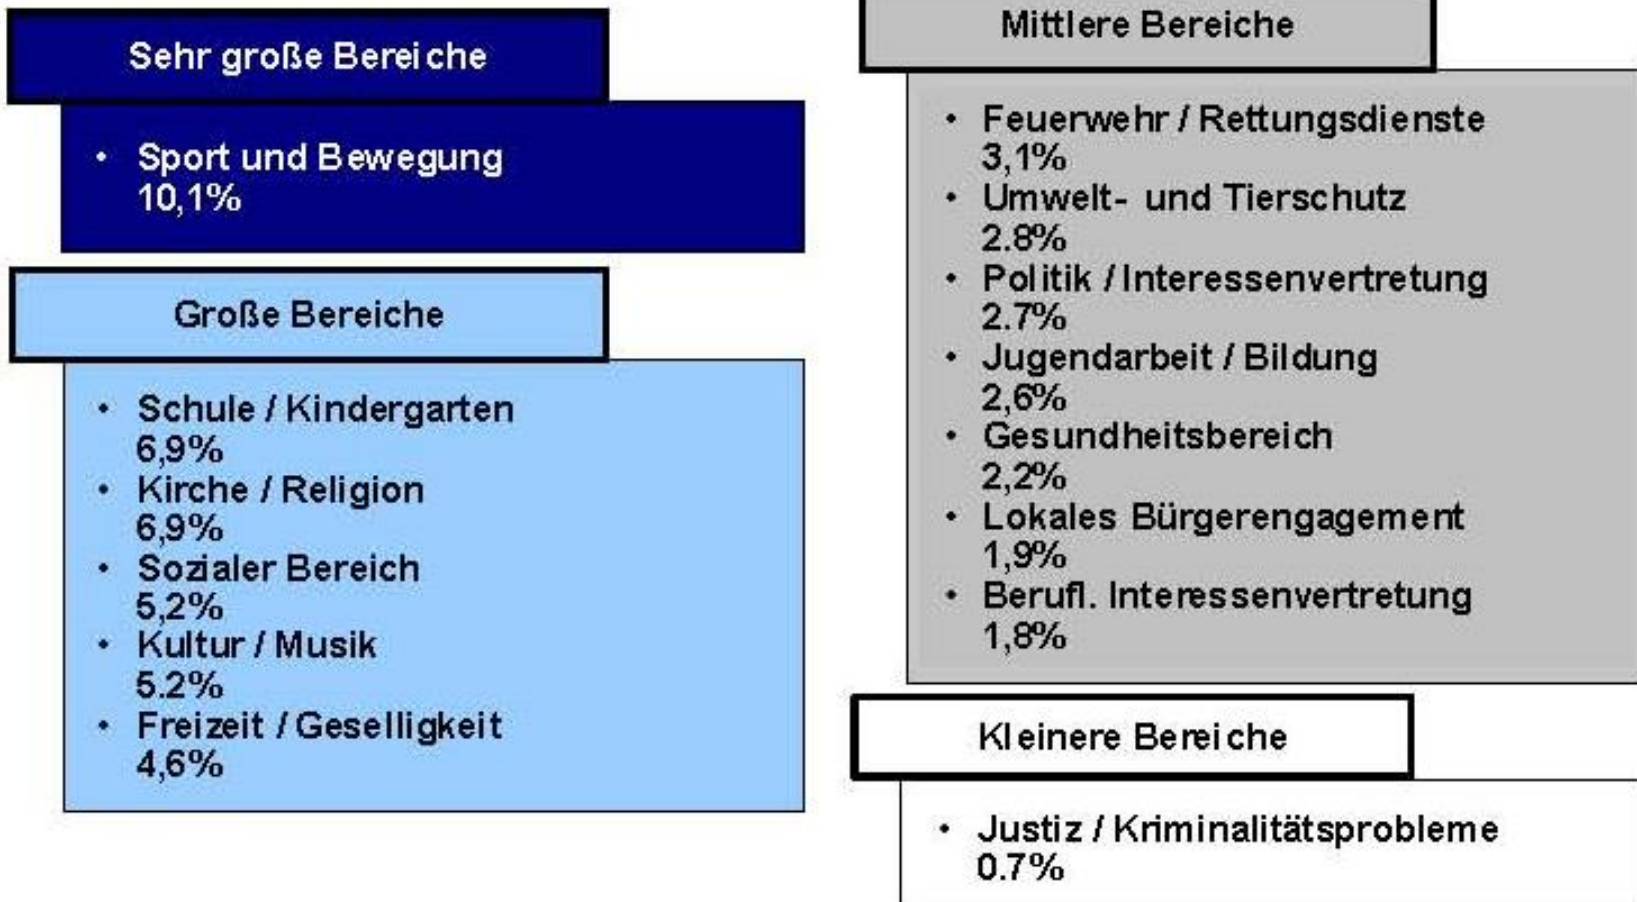 Sehr große Bereiche
• Sport und Bewegung
10,1%
Große Bereiche
• Schule / Kindergarten
6,9%
• Kirche / Religion
6,9%
• Sozialer Bereich
5,2%
• Kultur / Musik
5.2%
• Freizeit / Geselligkeit
4,6%
Mittlere Bereiche
• Feuerwehr / Rettungsdienste
3,1%
• Umwelt- und Tierschutz
2.8%
• Politik / Interessenvertretung
2.7%
• Jugendarbeit / Bildung
2,6%
• Gesundheitsbereich
2,2%
• Lokales Bürgerengagement
1,9%
• Berufl. Interessenvertretung
1,8%
Kleinere Bereiche
• Justiz / Kriminalitätsprobleme
0.7%